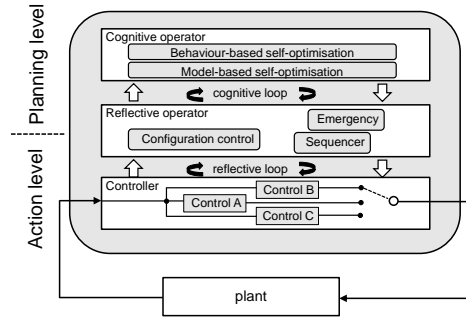 Planning level
Action level
Cognitive operator
Behaviour-based self-optimisation
Model-based self-optimisation
cognitive loop
Reflective operator
Emergency
Configuration control
Sequencer
reflective loop
Controller
Control B
Control A
Control C
plant